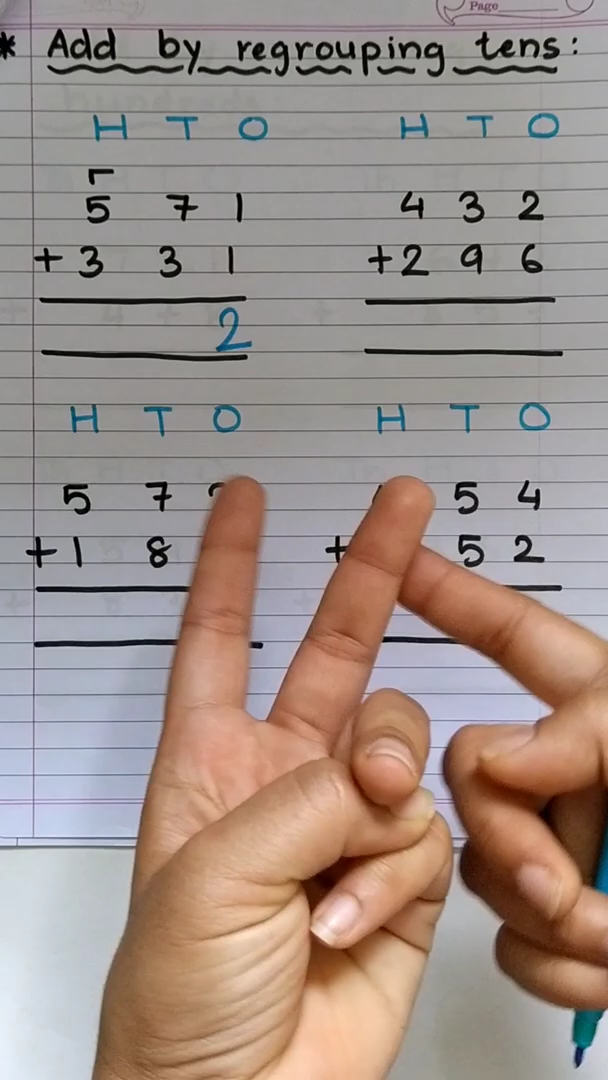 Page
* Add by regrouping tens:
H T O
5 7 1
+ 3 3 1
2
H T O
4 3 2
+ 2 9 6
H T O
5 7
+ 1 8
H T O
5 4
+ 5 2